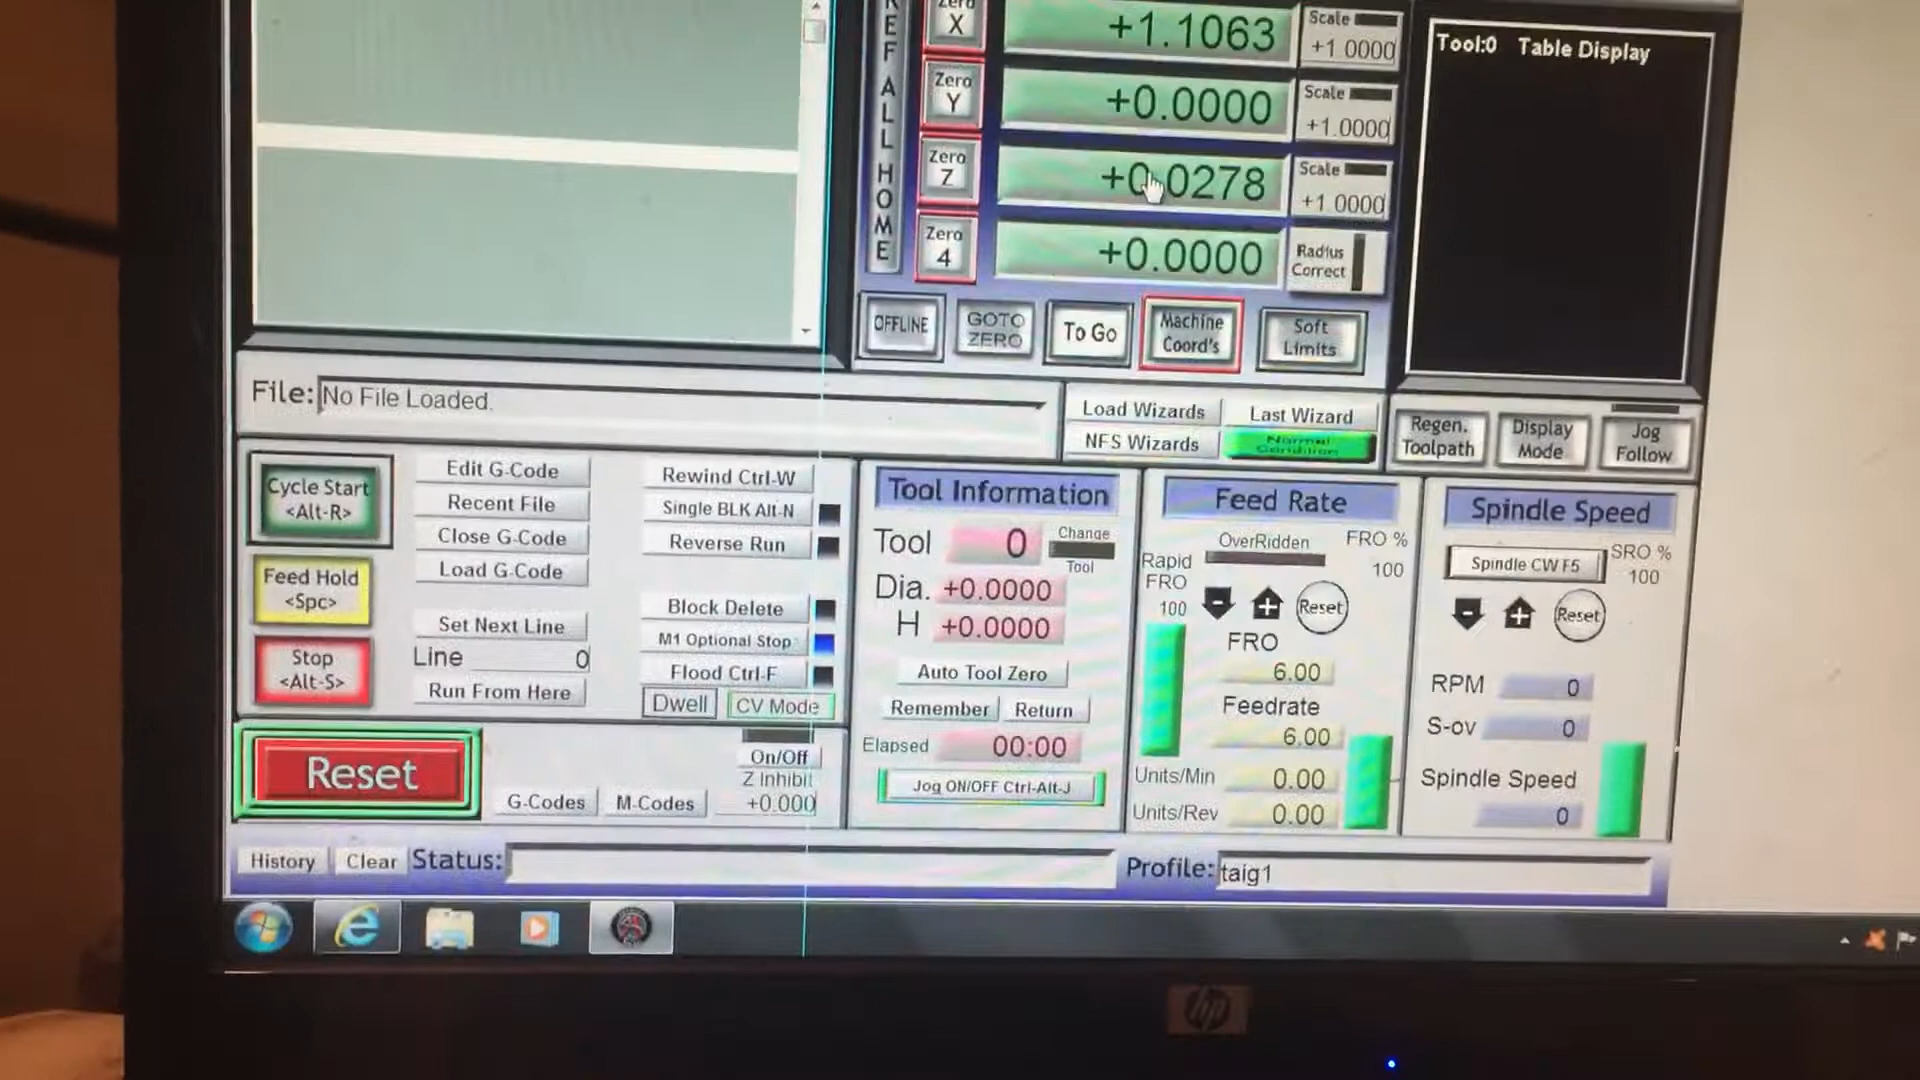 REF ALL HOME
Zero X +1.1063 Scale +1.0000
Zero Y +0.0000 Scale +1.0000
Zero Z +0.0278 Scale +1.0000
Zero 4 +0.0000 Radius Correct
OFFLINE GOTO ZERO To Go Machine Coord's Soft Limits
Tool:0 Table Display
File: No File Loaded.
Load Wizards Last Wizard
NFS Wizards Normal Condition
Regen. Toolpath Display Mode Jog Follow
Cycle Start <Alt-R>
Feed Hold <Spc>
Stop <Alt-S>
Reset
Edit G-Code
Recent File
Close G-Code
Load G-Code
Set Next Line
Line 0
Run From Here
Rewind Ctrl-W
Single BLK Alt-N
Reverse Run
Block Delete
M1 Optional Stop
Flood Ctrl-F
Dwell CV Mode
G-Codes M-Codes
On/Off
Z Inhibit
+0.000
Tool Information
Tool 0 Change Tool
Dia. +0.0000
H +0.0000
Auto Tool Zero
Remember Return
Elapsed 00:00
Jog ON/OFF Ctrl-Alt-J
Feed Rate
OverRidden FRO %
100
Rapid FRO
100
Reset
FRO
6.00
Feedrate
6.00
Units/Min 0.00
Units/Rev 0.00
Spindle Speed
Spindle CW F5 SRO %
100
Reset
RPM 0
S-ov 0
Spindle Speed
0
History Clear Status:
Profile: taig1
hp